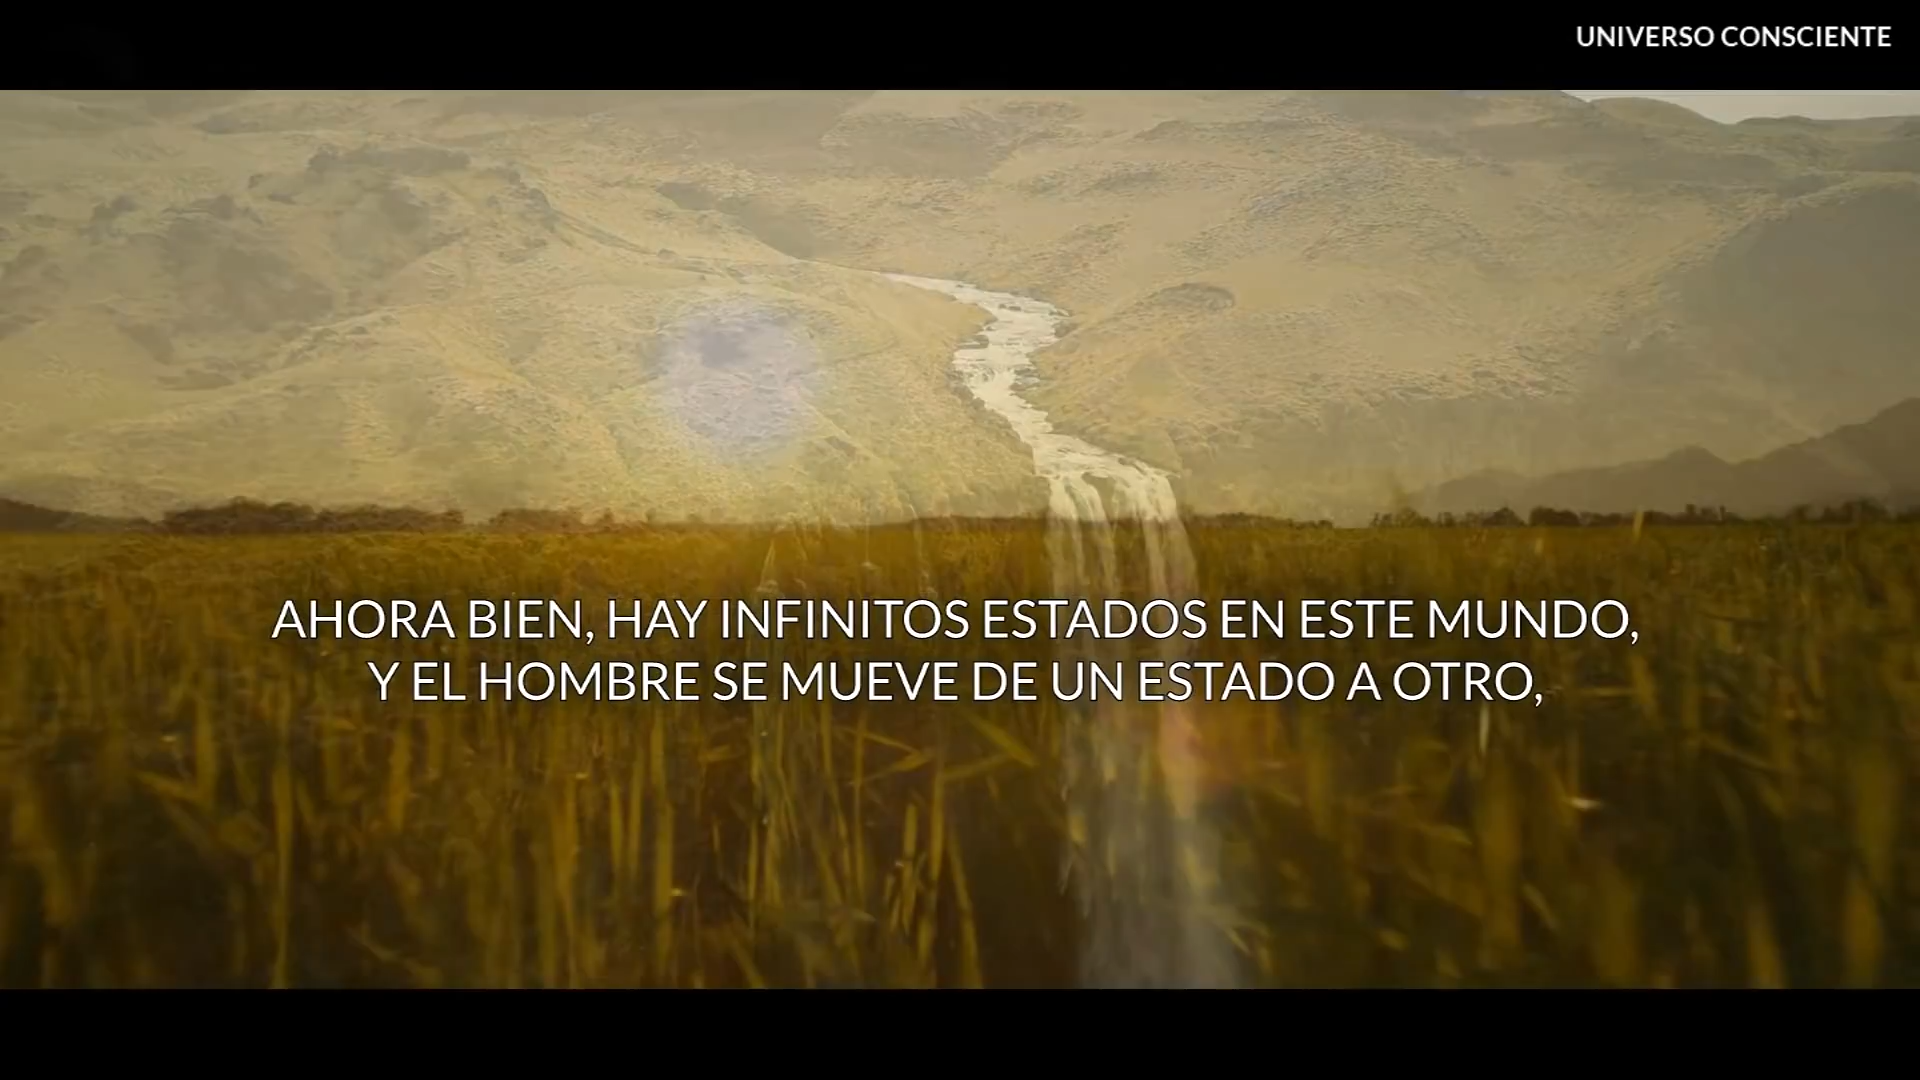 UNIVERSO CONSCIENTE
AHORA BIEN, HAY INFINITOS ESTADOS EN ESTE MUNDO,
Y EL HOMBRE SE MUEVE DE UN ESTADO A OTRO,